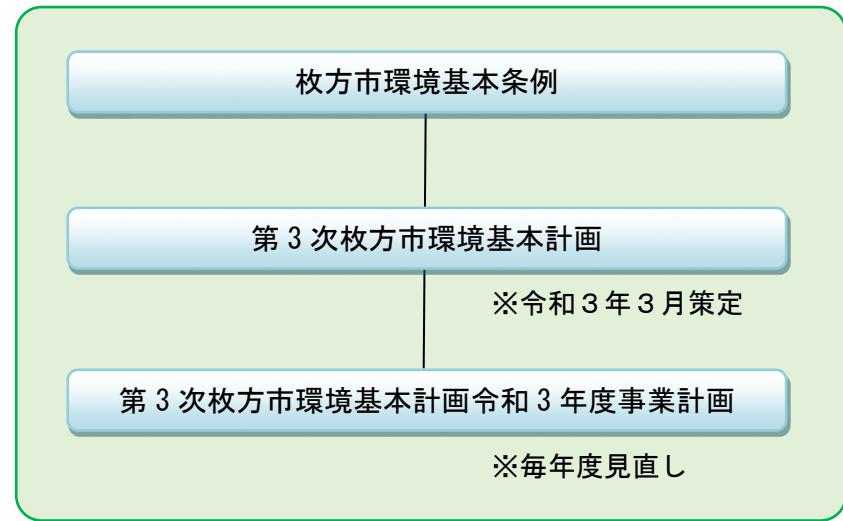 枚方市環境基本条例
第3次枚方市環境基本計画
※令和３年３月策定
第3次枚方市環境基本計画令和3年度事業計画
※毎年度見直し